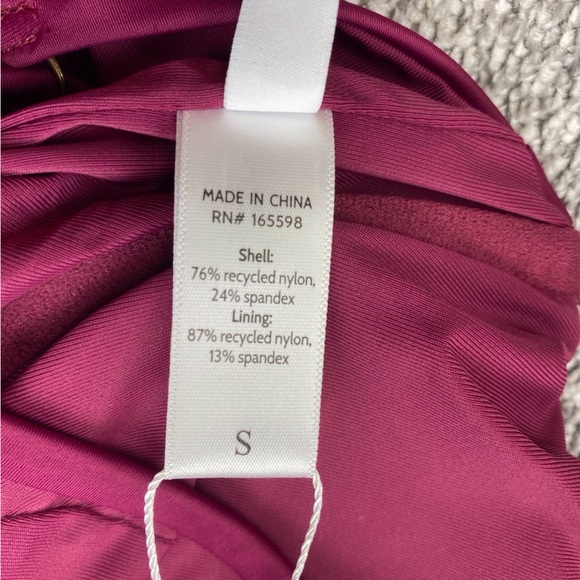 MADE IN CHINA
RN# 165598
Shell:
76% recycled nylon,
24% spandex
Lining:
87% recycled nylon,
13% spandex
S